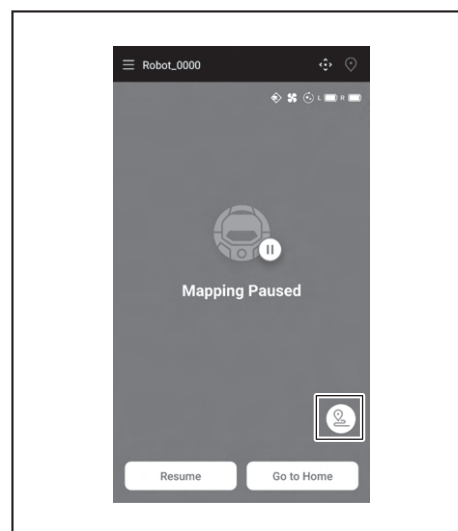 Robot_0000
L R
Mapping Paused
Resume
Go to Home